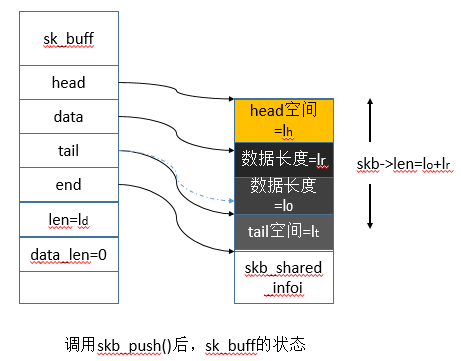 sk_buff
head
data
tail
end
len=ld
data_len=0
head空间
=lh
数据长度=lr
数据长度
=l0
tail空间=lt
skb_shared
_infoi
skb->len=lo+lr
调用skb_push()后，sk_buff的状态